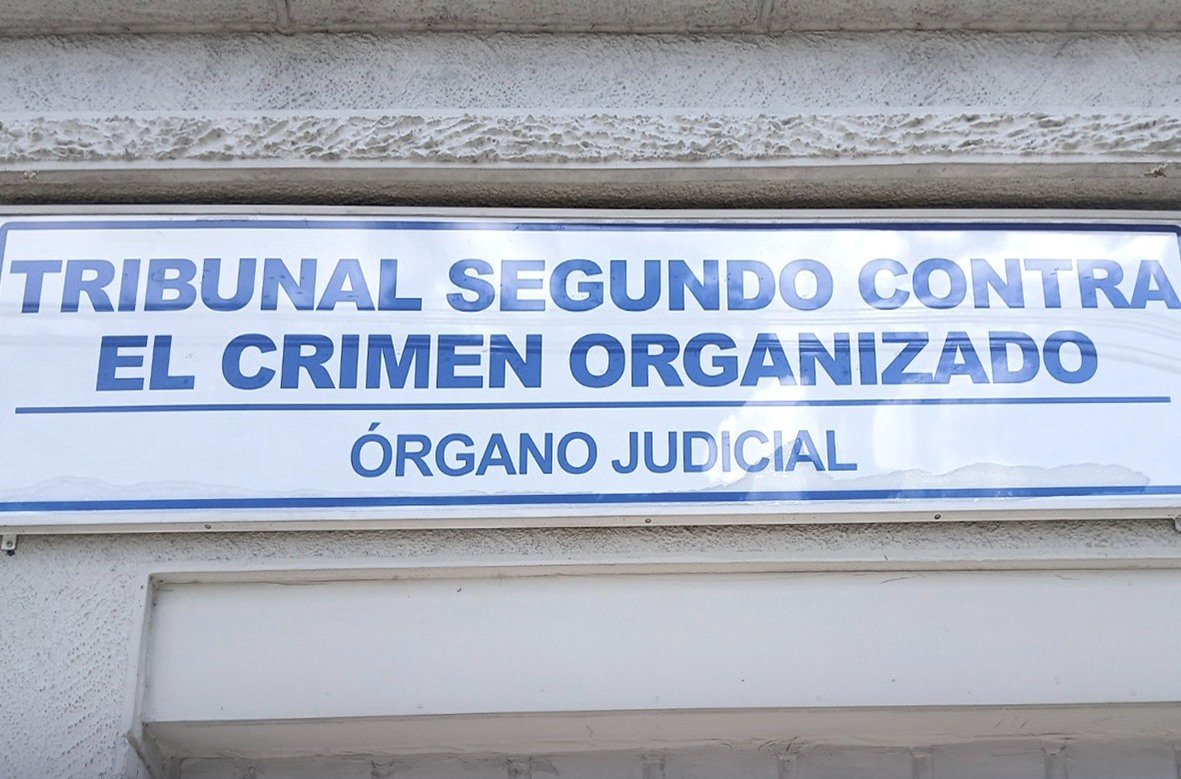 TRIBUNAL SEGUNDO CONTRA
EL CRIMEN ORGANIZADO
ÓRGANO JUDICIAL